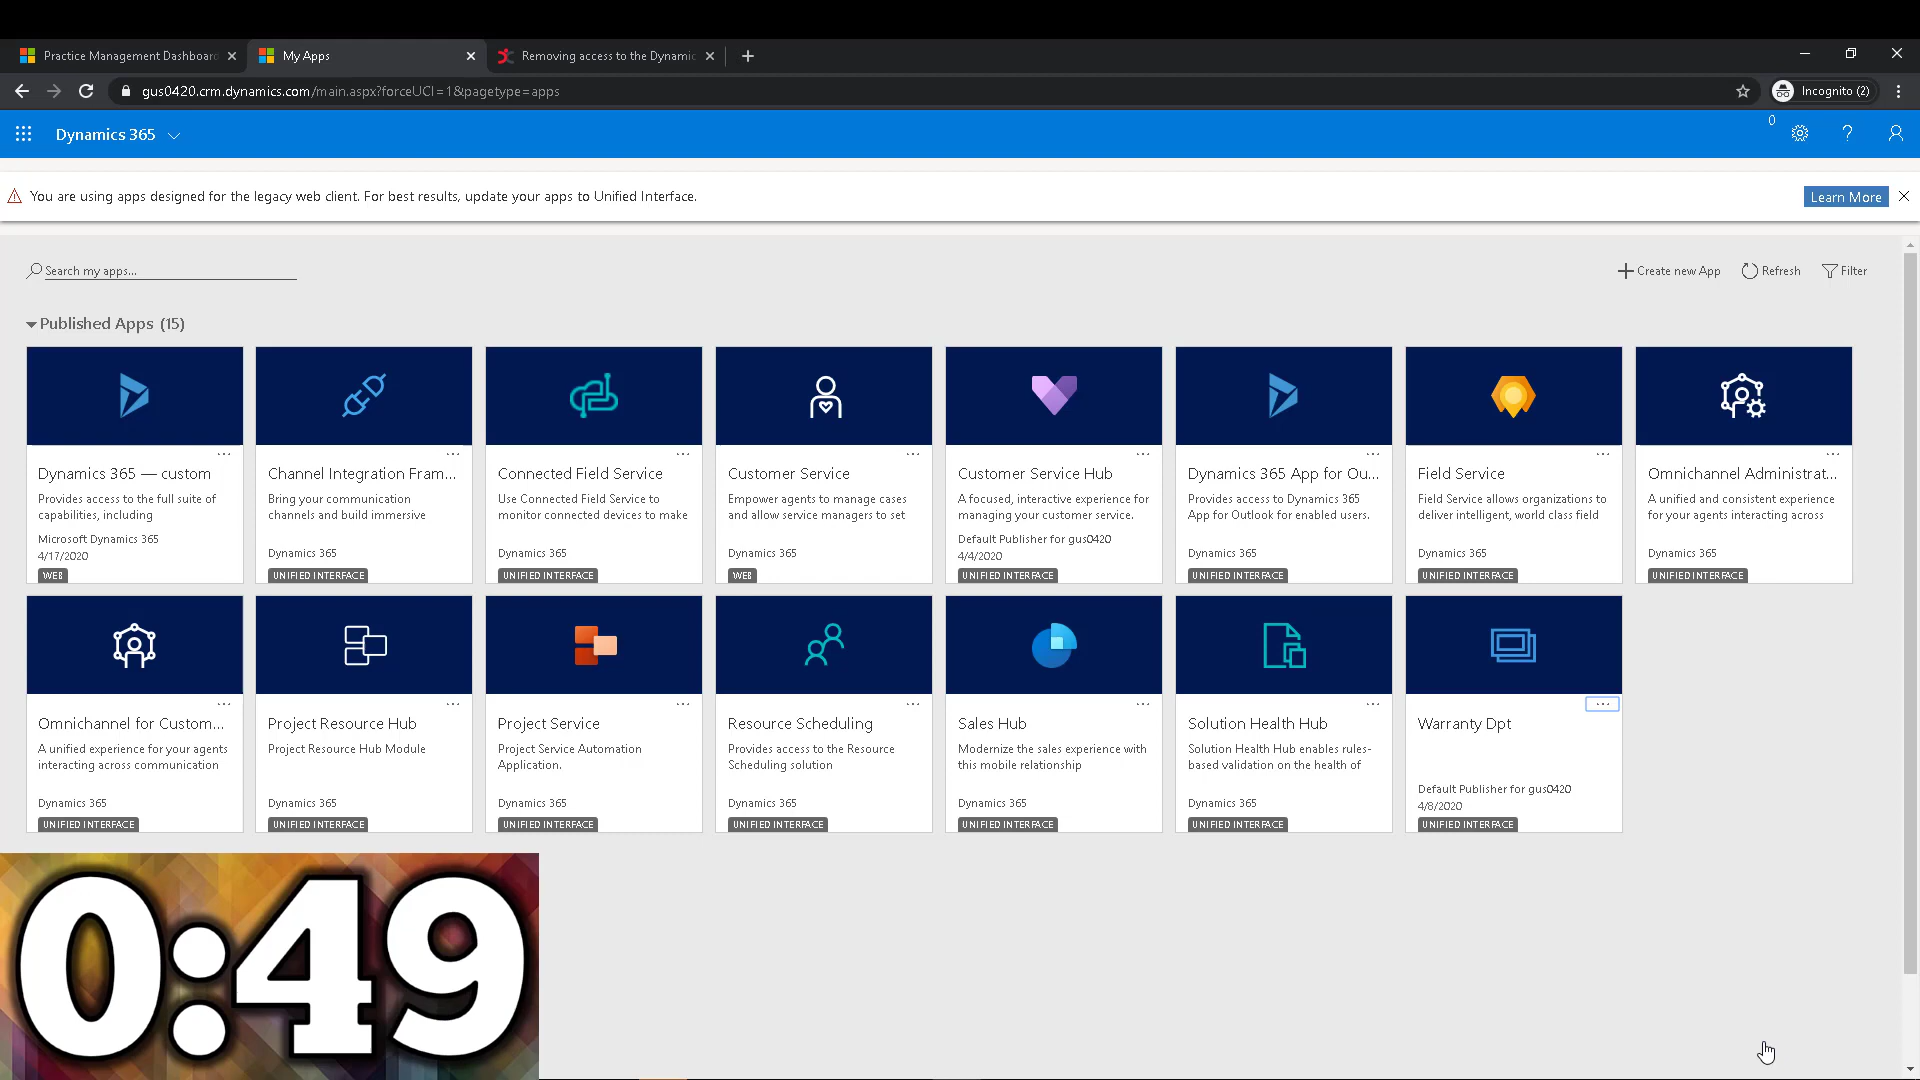 Practice Management Dashboar
My Apps
Removing access to the Dynamic
gus0420.crm.dynamics.com/main.aspx?forceUCI=1&pagetype=apps
Incognito (2)
Dynamics 365
0
?
You are using apps designed for the legacy web client. For best results, update your apps to Unified Interface.
Learn More
Search my apps...
Create new App
Refresh
Filter
Published Apps (15)
Dynamics 365 — custom
Provides access to the full suite of
capabilities, including
Microsoft Dynamics 365
4/17/2020
WEB
Channel Integration Fram...
Bring your communication
channels and build immersive
Dynamics 365
UNIFIED INTERFACE
Connected Field Service
Use Connected Field Service to
monitor connected devices to make
Dynamics 365
UNIFIED INTERFACE
Customer Service
Empower agents to manage cases
and allow service managers to set
Dynamics 365
WEB
Customer Service Hub
A focused, interactive experience for
managing your customer service.
Default Publisher for gus0420
4/4/2020
UNIFIED INTERFACE
Dynamics 365 App for Ou...
Provides access to Dynamics 365
App for Outlook for enabled users.
Dynamics 365
UNIFIED INTERFACE
Field Service
Field Service allows organizations to
deliver intelligent, world class field
Dynamics 365
UNIFIED INTERFACE
Omnichannel Administrat...
A unified and consistent experience
for your agents interacting across
Dynamics 365
UNIFIED INTERFACE
Omnichannel for Custom...
A unified experience for your agents
interacting across communication
Dynamics 365
UNIFIED INTERFACE
Project Resource Hub
Project Resource Hub Module
Dynamics 365
UNIFIED INTERFACE
Project Service
Project Service Automation
Application.
Dynamics 365
UNIFIED INTERFACE
Resource Scheduling
Provides access to the Resource
Scheduling solution
Dynamics 365
UNIFIED INTERFACE
Sales Hub
Modernize the sales experience with
this mobile relationship
Dynamics 365
UNIFIED INTERFACE
Solution Health Hub
Solution Health Hub enables rules-
based validation on the health of
Dynamics 365
UNIFIED INTERFACE
Warranty Dpt
Default Publisher for gus0420
4/8/2020
UNIFIED INTERFACE
0:49